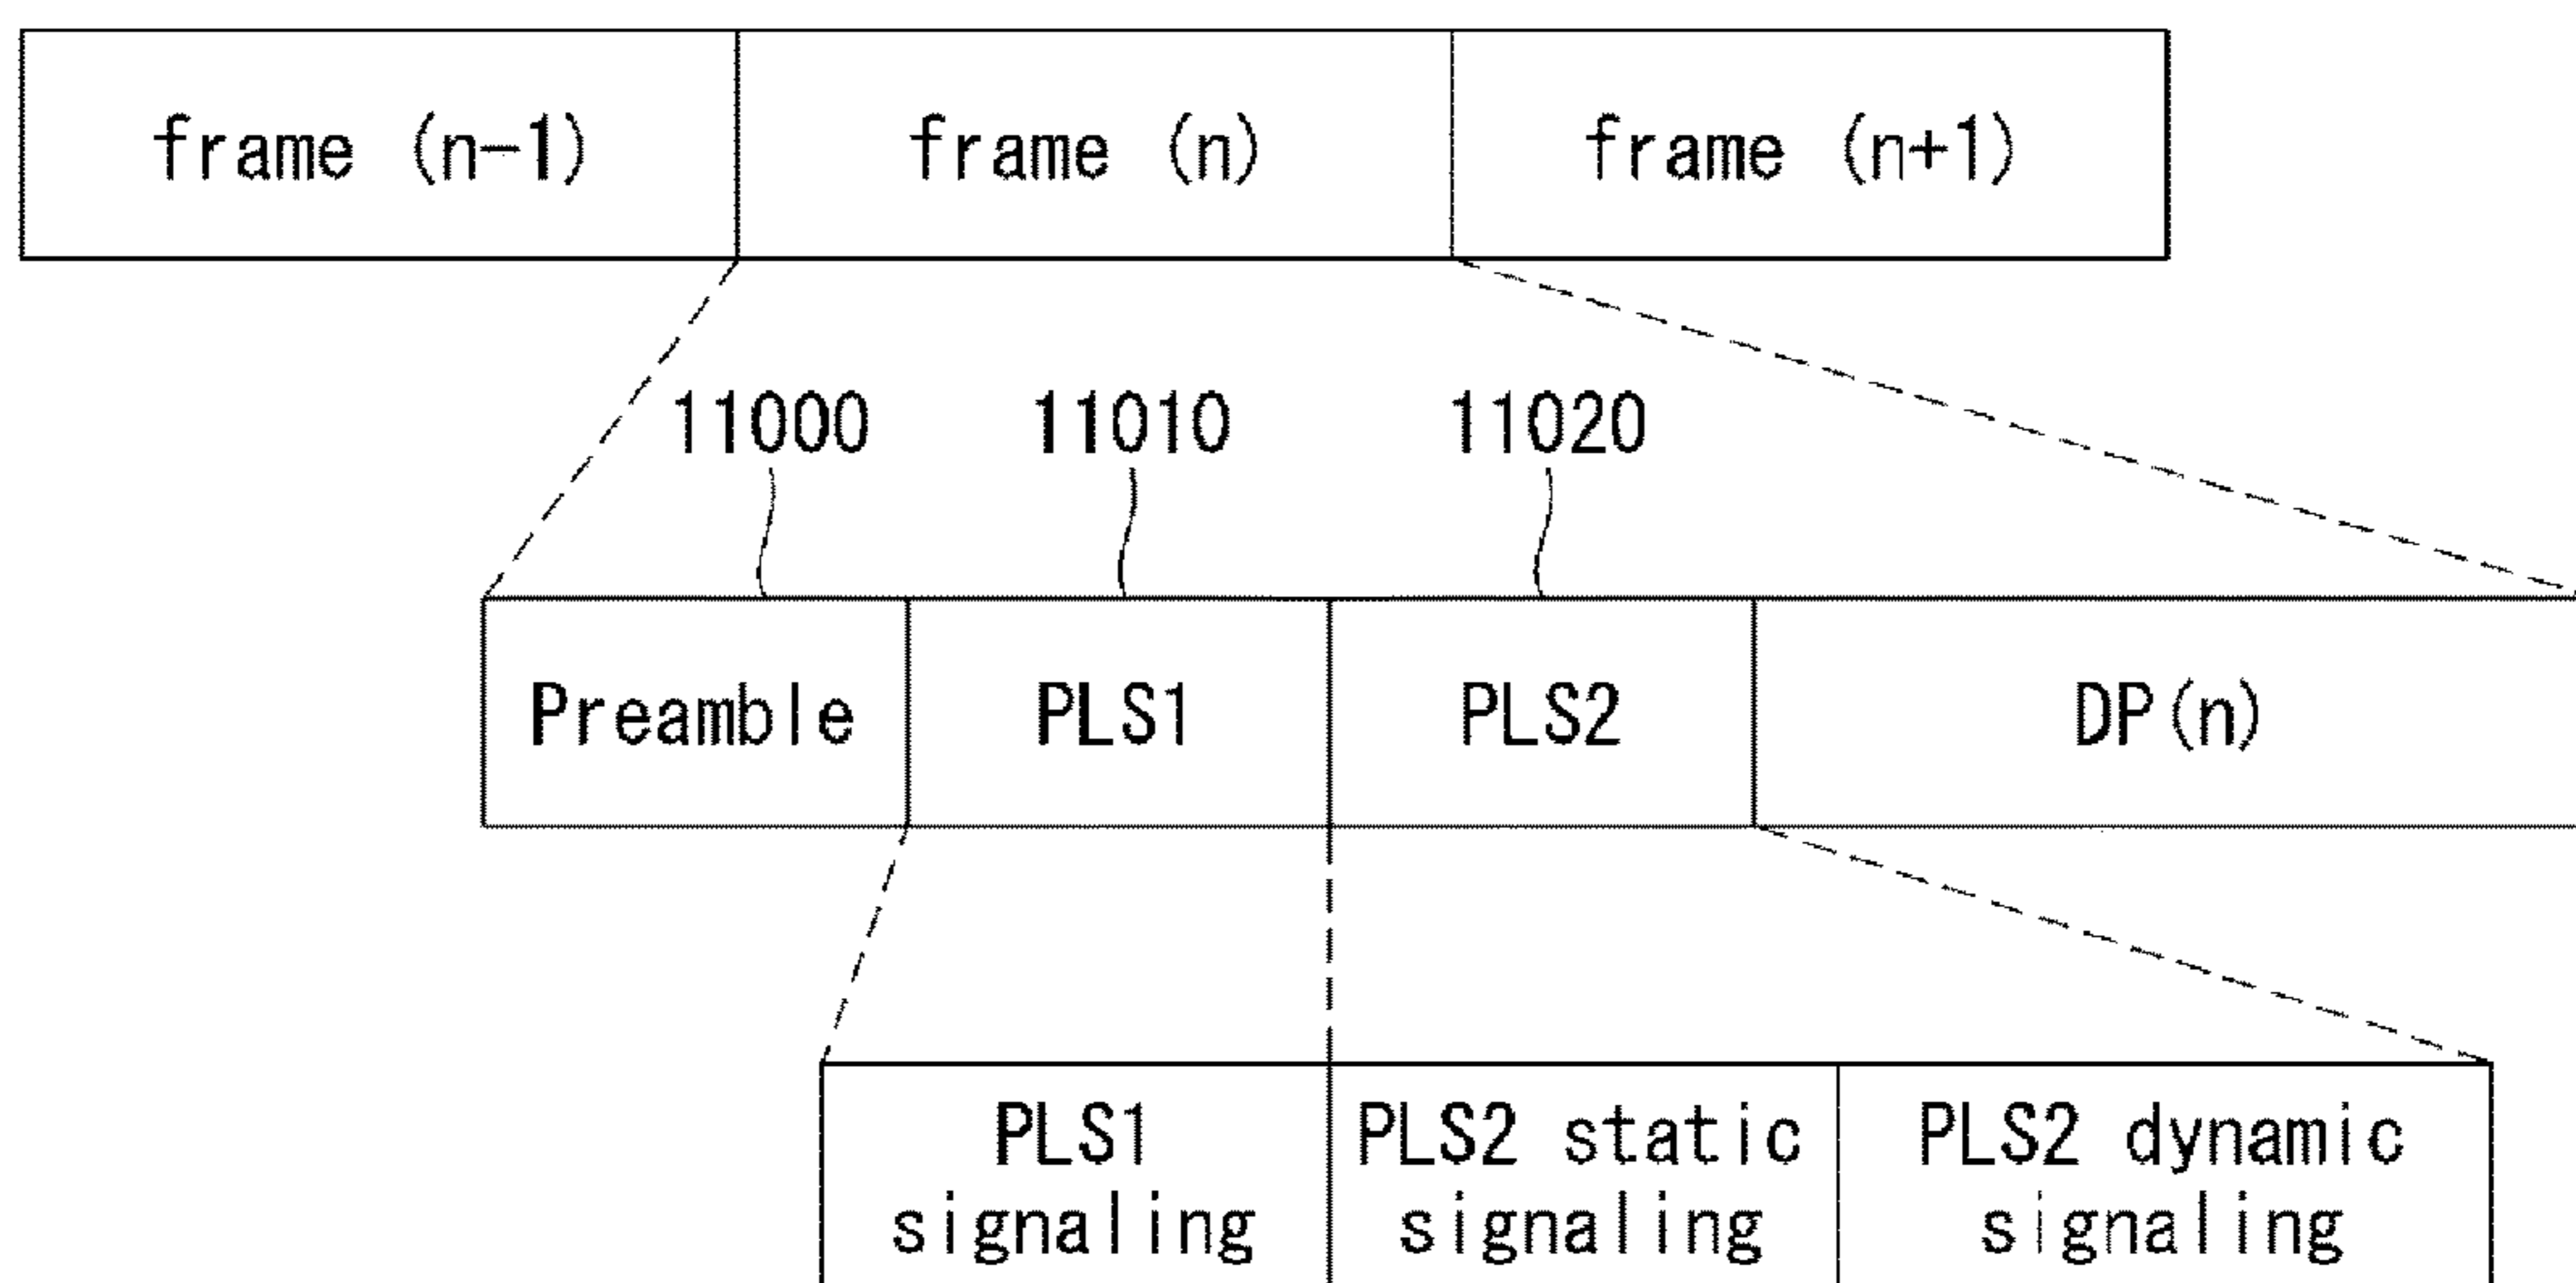 frame (n-1) frame (n) frame (n+1)
11000 11010 11020
Preamble PLS1 PLS2 DP(n)
PLS1 signaling
PLS2 static signaling
PLS2 dynamic signaling